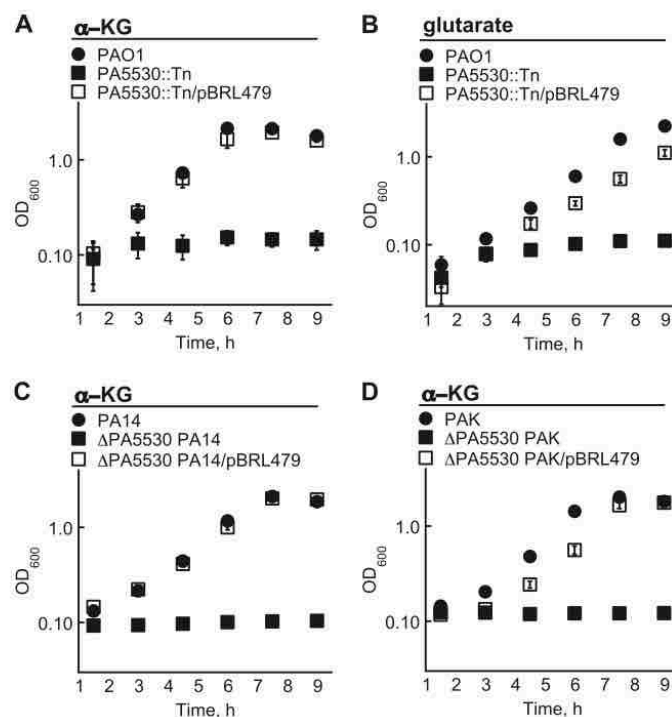 A
α–KG
PAO1
PA5530::Tn
PA5530::Tn/pBRL479
1.0
0.10
OD600
1 2 3 4 5 6 7 8 9
Time, h
B
glutarate
PAO1
PA5530::Tn
PA5530::Tn/pBRL479
1.0
0.10
OD600
1 2 3 4 5 6 7 8 9
Time, h
C
α–KG
PA14
ΔPA5530 PA14
ΔPA5530 PA14/pBRL479
1.0
0.10
OD600
1 2 3 4 5 6 7 8 9
Time, h
D
α–KG
PAK
ΔPA5530 PAK
ΔPA5530 PAK/pBRL479
1.0
0.10
OD600
1 2 3 4 5 6 7 8 9
Time, h